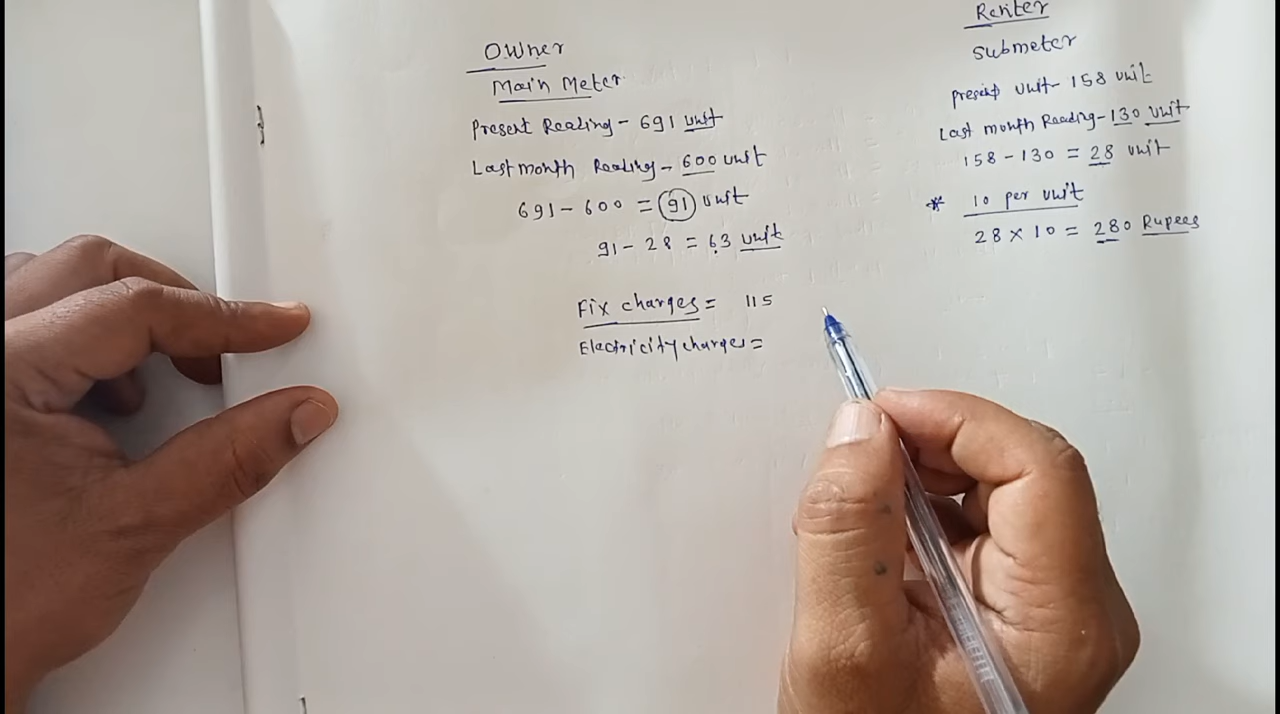 Owner
Main Meter
Present Reading - 691 unit
Last month Reading - 600 unit
691 - 600 = 91 unit
91 - 28 = 63 unit
Fix charges = 115
Electricity charges =
Renter
Submeter
Present unit - 158 unit
Last month Reading - 130 unit
158 - 130 = 28 unit
* 10 per unit
28 × 10 = 280 Rupees